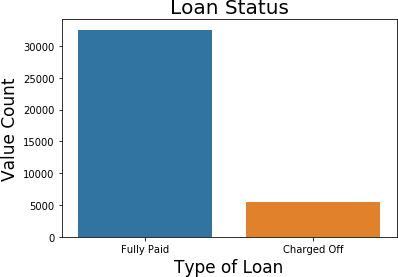 Loan Status
Value Count
30000
25000
20000
15000
10000
5000
0
Fully Paid
Charged Off
Type of Loan